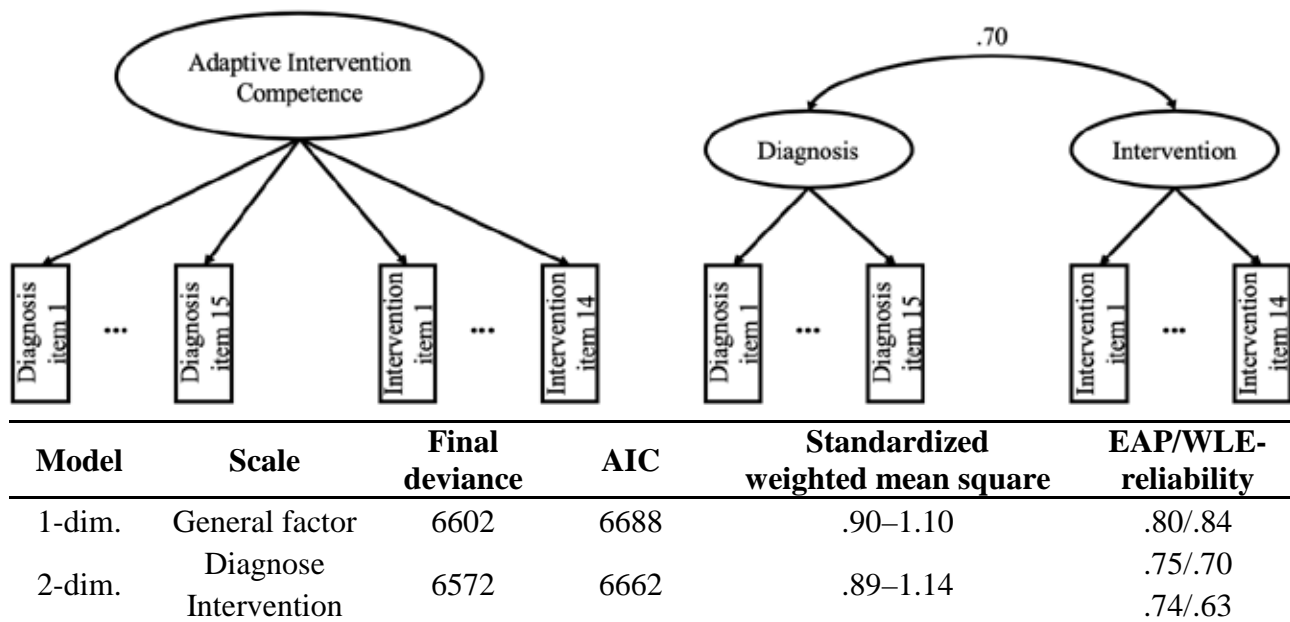 Adaptive Intervention
Competence
.70
Diagnosis
Intervention
Diagnosis
item 1
...
Diagnosis
item 15
Intervention
item 1
...
Intervention
item 14
Diagnosis
item 1
...
Diagnosis
item 15
Intervention
item 1
...
Intervention
item 14
Model Scale Final deviance AIC Standardized weighted mean square EAP/WLE-reliability
1-dim. General factor 6602 6688 .90–1.10 .80/.84
2-dim. Diagnose 6572 6662 .89–1.14 .75/.70
Intervention .74/.63